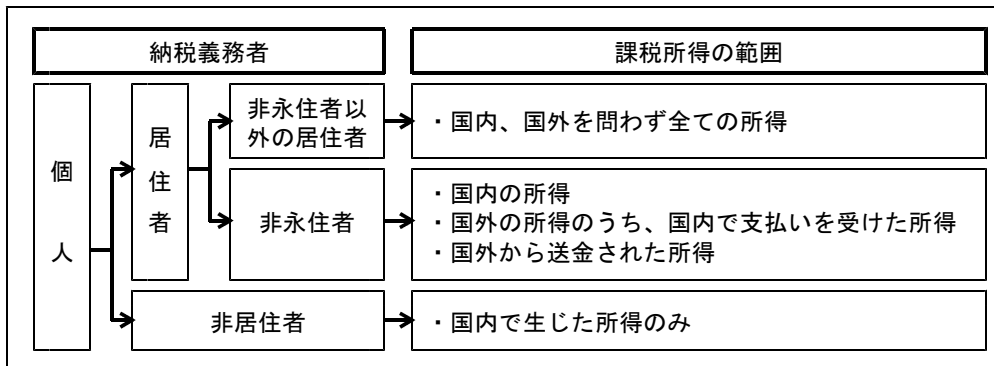 納税義務者
課税所得の範囲
個人
居住者
非永住者以
外の居住者
・国内、国外を問わず全ての所得
非永住者
・国内の所得
・国外の所得のうち、国内で支払いを受けた所得
・国外から送金された所得
非居住者
・国内で生じた所得のみ